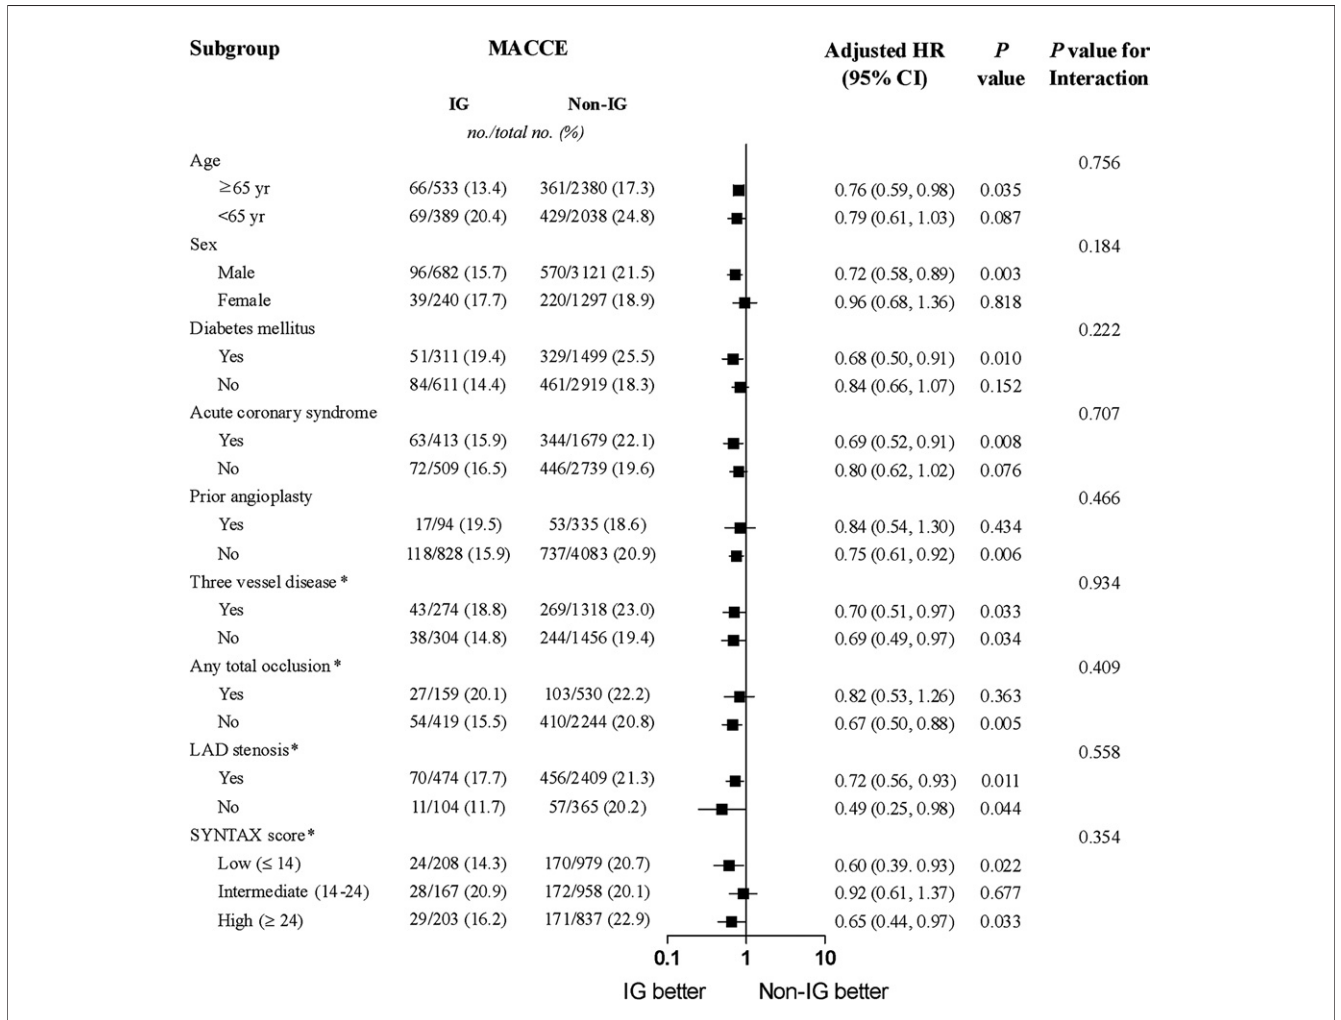 Subgroup MACCE Adjusted HR P P value for
(95% CI) value Interaction
IG Non-IG
no./total no. (%)
Age 0.756
≥65 yr 66/533 (13.4) 361/2380 (17.3) 0.76 (0.59, 0.98) 0.035
<65 yr 69/389 (20.4) 429/2038 (24.8) 0.79 (0.61, 1.03) 0.087
Sex 0.184
Male 96/682 (15.7) 570/3121 (21.5) 0.72 (0.58, 0.89) 0.003
Female 39/240 (17.7) 220/1297 (18.9) 0.96 (0.68, 1.36) 0.818
Diabetes mellitus 0.222
Yes 51/311 (19.4) 329/1499 (25.5) 0.68 (0.50, 0.91) 0.010
No 84/611 (14.4) 461/2919 (18.3) 0.84 (0.66, 1.07) 0.152
Acute coronary syndrome 0.707
Yes 63/413 (15.9) 344/1679 (22.1) 0.69 (0.52, 0.91) 0.008
No 72/509 (16.5) 446/2739 (19.6) 0.80 (0.62, 1.02) 0.076
Prior angioplasty 0.466
Yes 17/94 (19.5) 53/335 (18.6) 0.84 (0.54, 1.30) 0.434
No 118/828 (15.9) 737/4083 (20.9) 0.75 (0.61, 0.92) 0.006
Three vessel disease* 0.934
Yes 43/274 (18.8) 269/1318 (23.0) 0.70 (0.51, 0.97) 0.033
No 38/304 (14.8) 244/1456 (19.4) 0.69 (0.49, 0.97) 0.034
Any total occlusion* 0.409
Yes 27/159 (20.1) 103/530 (22.2) 0.82 (0.53, 1.26) 0.363
No 54/419 (15.5) 410/2244 (20.8) 0.67 (0.50, 0.88) 0.005
LAD stenosis* 0.558
Yes 70/474 (17.7) 456/2409 (21.3) 0.72 (0.56, 0.93) 0.011
No 11/104 (11.7) 57/365 (20.2) 0.49 (0.25, 0.98) 0.044
SYNTAX score* 0.354
Low (≤ 14) 24/208 (14.3) 170/979 (20.7) 0.60 (0.39. 0.93) 0.022
Intermediate (14-24) 28/167 (20.9) 172/958 (20.1) 0.92 (0.61, 1.37) 0.677
High (≥ 24) 29/203 (16.2) 171/837 (22.9) 0.65 (0.44, 0.97) 0.033
0.1 1 10
IG better Non-IG better